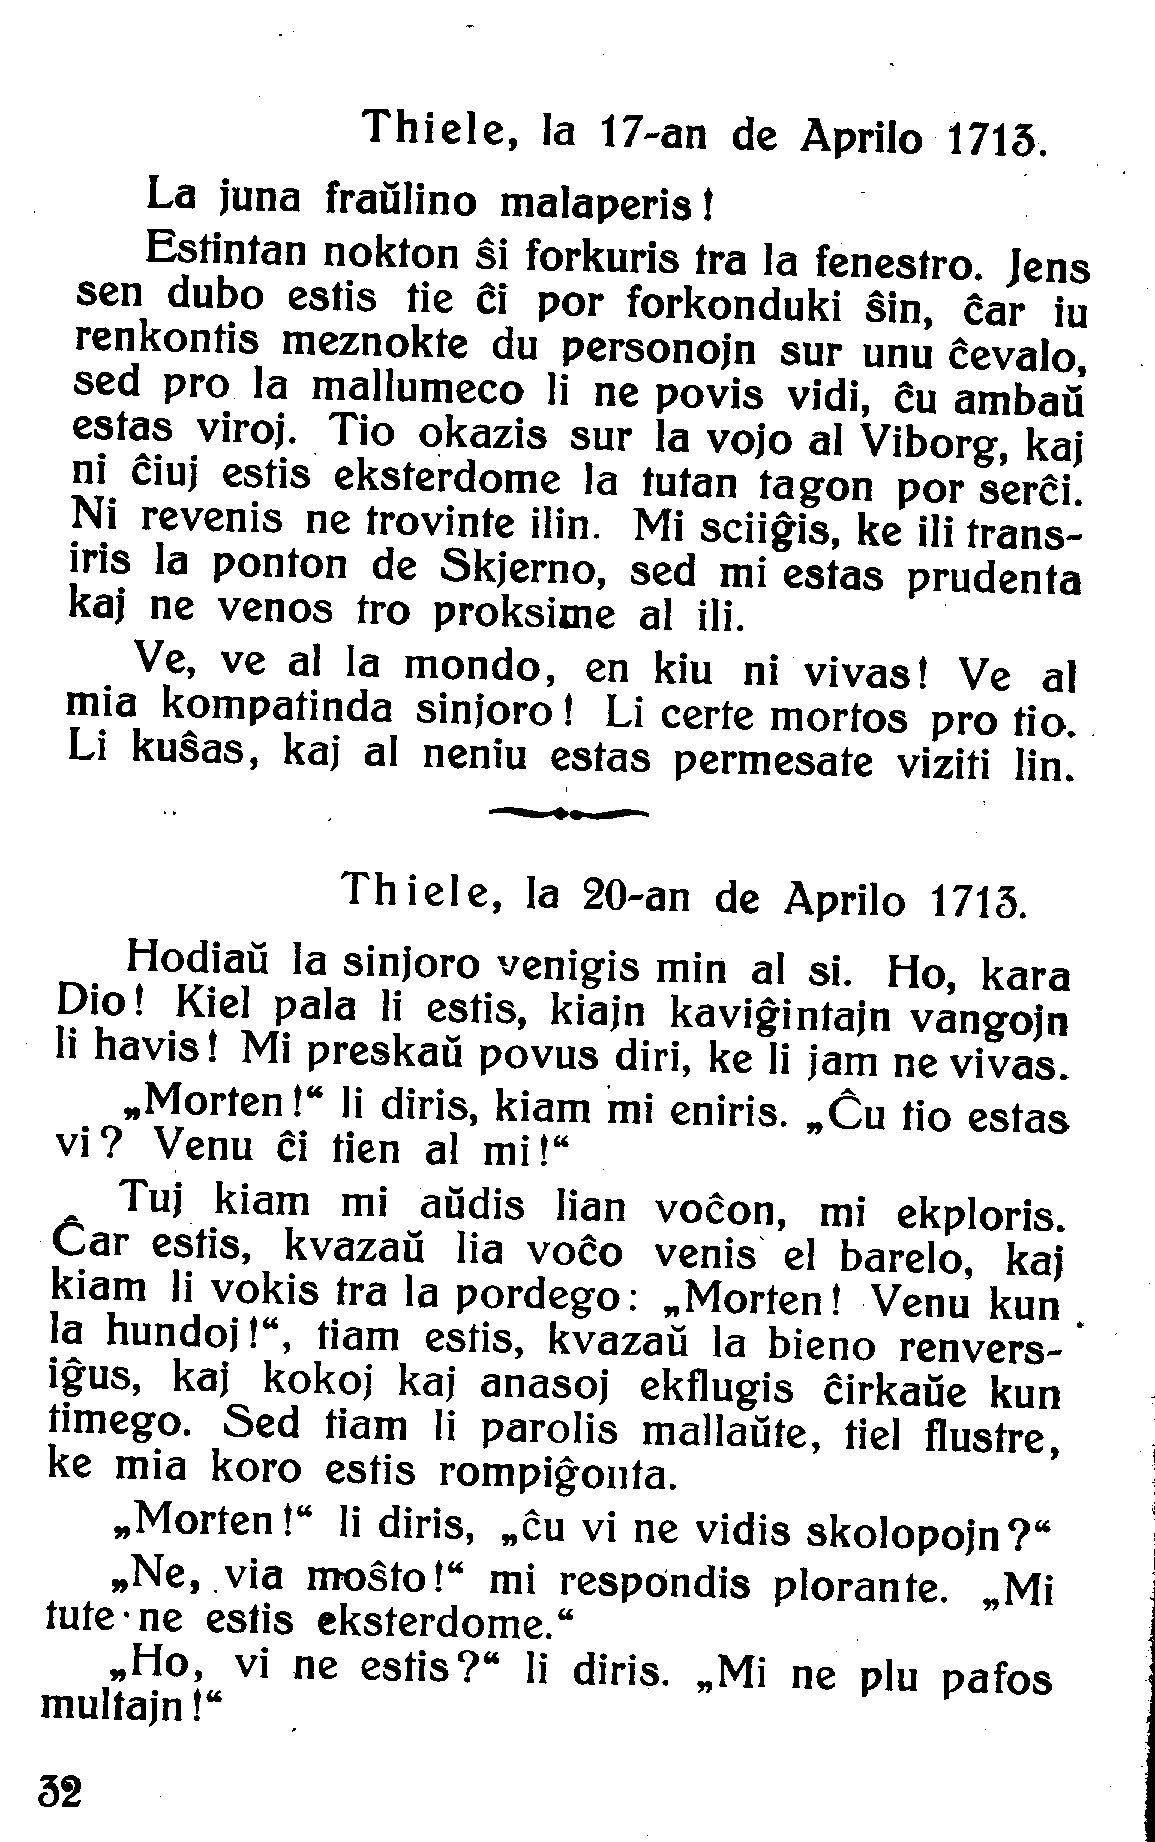 Thiele, la 17-an de Aprilo 1713.
La juna fraŭlino malaperis!
Estintan nokton ŝi forkuris tra la fenestro. Jens
sen dubo estis tie ĉi por forkonduki ŝin, ĉar iu
renkontis meznokte du personojn sur unu ĉevalo,
sed pro la mallumeco li ne povis vidi, ĉu ambaŭ
estas viroj. Tio okazis sur la vojo al Viborg, kaj
ni ĉiuj estis eksterdome la tutan tagon por serĉi.
Ni revenis ne trovinte ilin. Mi sciiĝis, ke ili trans-
iris la ponton de Skjerno, sed mi estas prudenta
kaj ne venos tro proksime al ili.
Ve, ve al la mondo, en kiu ni vivas! Ve al
mia kompatinda sinjoro! Li certe mortos pro tio.
Li kuŝas, kaj al neniu estas permesate viziti lin.
Thiele, la 20-an de Aprilo 1713.
Hodiaŭ la sinjoro venigis min al si. Ho, kara
Dio! Kiel pala li estis, kiajn kaviĝintajn vangojn
li havis! Mi preskaŭ povus diri, ke li jam ne vivas.
„Morten!“ li diris, kiam mi eniris. „Ĉu tio estas
vi? Venu ĉi tien al mi!“
Tuj kiam mi aŭdis lian voĉon, mi ekploris.
Ĉar estis, kvazaŭ lia voĉo venis el barelo, kaj
kiam li vokis tra la pordego: „Morten! Venu kun
la hundoj!“, tiam estis, kvazaŭ la bieno renvers-
iĝus, kaj kokoj kaj anasoj ekflugis ĉirkaŭe kun
timego. Sed tiam li parolis mallaŭte, tiel flustre,
ke mia koro estis rompiĝonta.
„Morten!“ li diris, „ĉu vi ne vidis skolopojn?“
„Ne, via moŝto!“ mi respondis plorante. „Mi
tute ne estis eksterdome.“
„Ho, vi ne estis?“ li diris. „Mi ne plu pafos
multajn!“
32